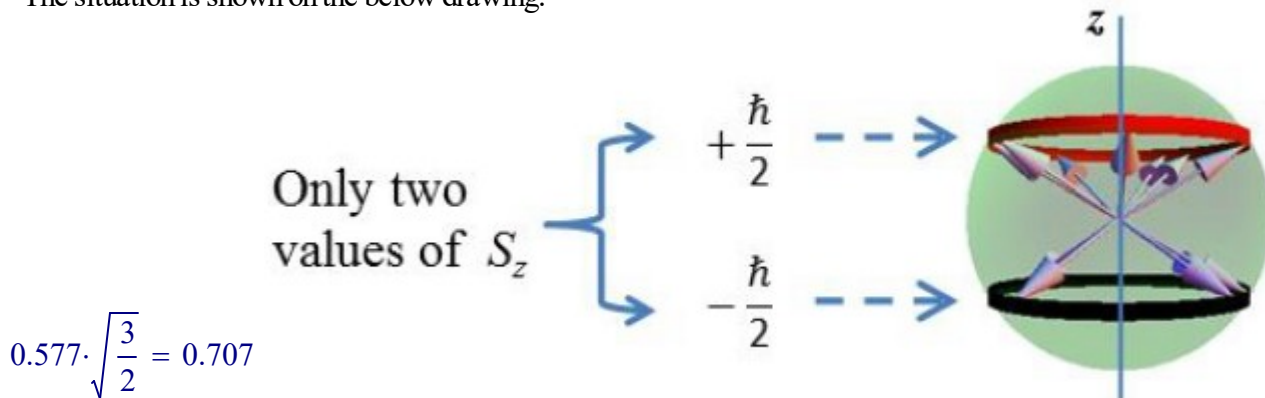 The situation is shown on the below drawing.
z
+ħ/2
Only two
values of S_z
S
−ħ/2
0.577·√(3/2) = 0.707